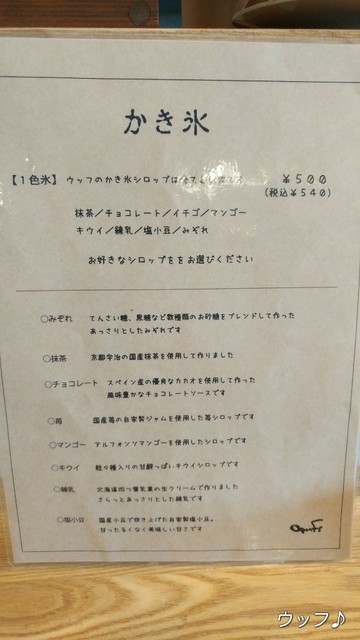 かき氷
【１色氷】 ウッフのかき氷シロップは ￥５００
(税込￥５４０)
抹茶／チョコレート／イチゴ／マンゴー
キウイ／練乳／塩小豆／みぞれ
お好きなシロップををお選びください
○みぞれ てんさい糖、黒糖など数種類のお砂糖をブレンドして作った
あっさりとしたみぞれです
○抹茶 京都宇治の国産抹茶を使用して作りました
○チョコレート スペイン産の優良なカカオを使用して作った
風味豊かなチョコレートソースです
○苺 国産苺の自家製ジャムを使用した苺シロップです
○マンゴー アルフォンソマンゴーを使用したシロップです
○キウイ 粒々種入りの甘酸っぱいキウイシロップです
○練乳 北海道四つ葉乳業の生クリームで作りました
さらっとあっさりとした練乳です
○塩小豆 国産小豆で炊き上げた自家製塩小豆。
甘ったるくなく美味しい甘さです
ウッフ♪